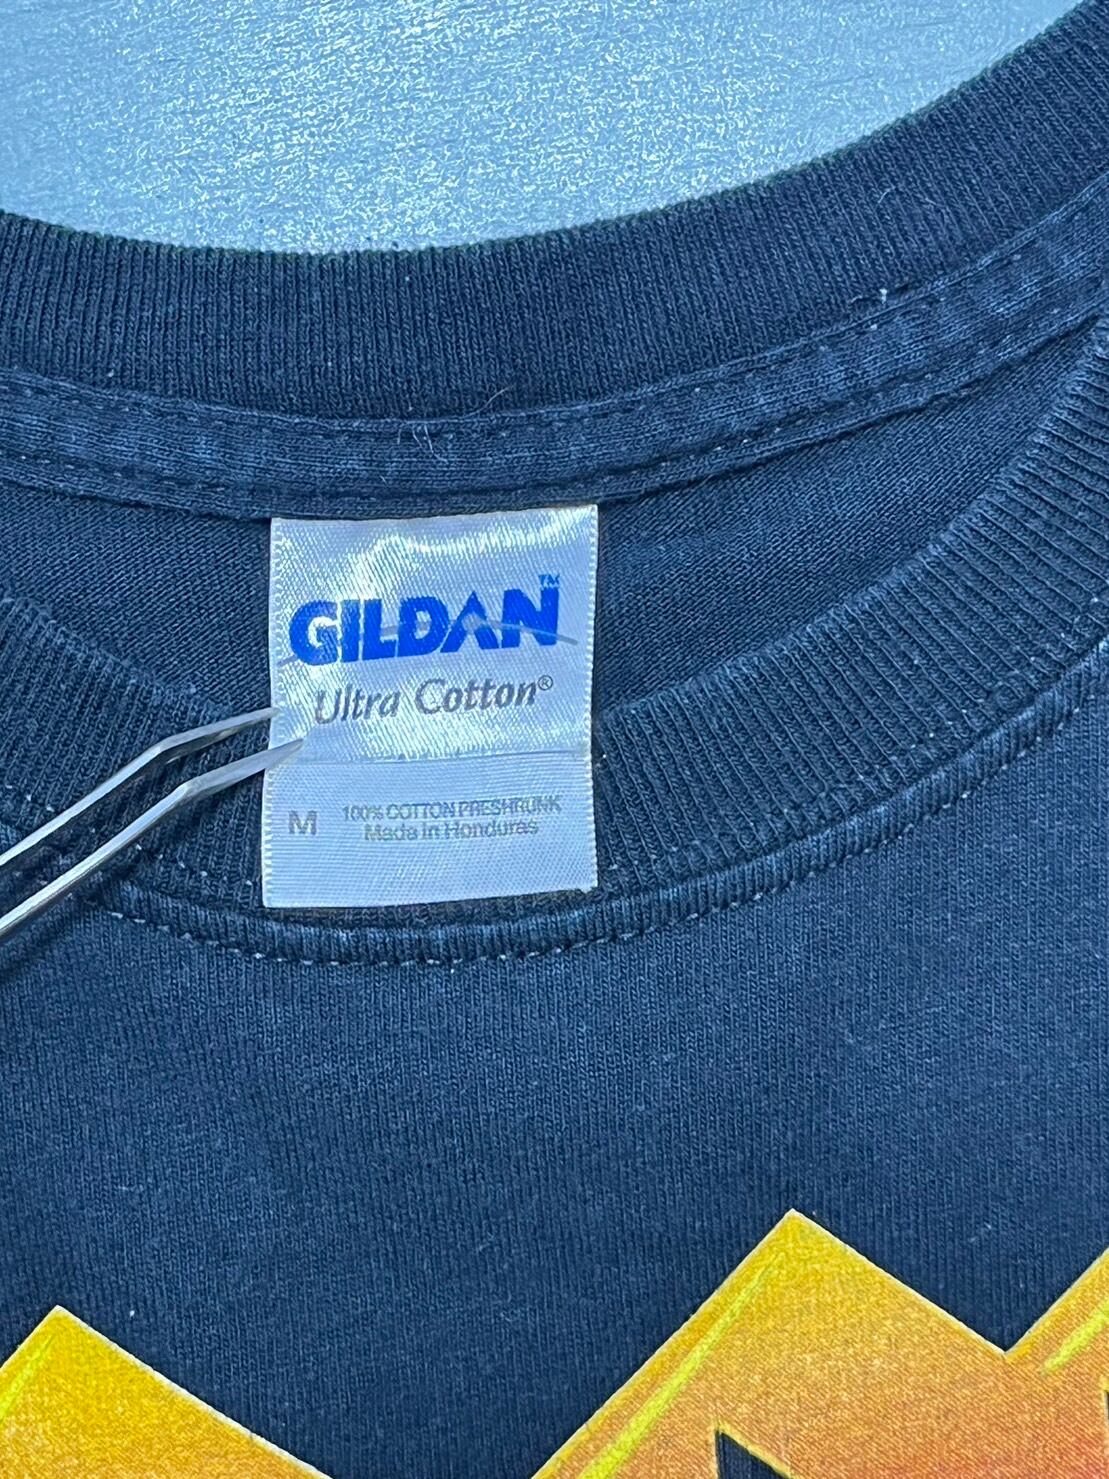 GILDAN™
Ultra Cotton®
M 100% COTTON PRESHRUNK
Made in Honduras